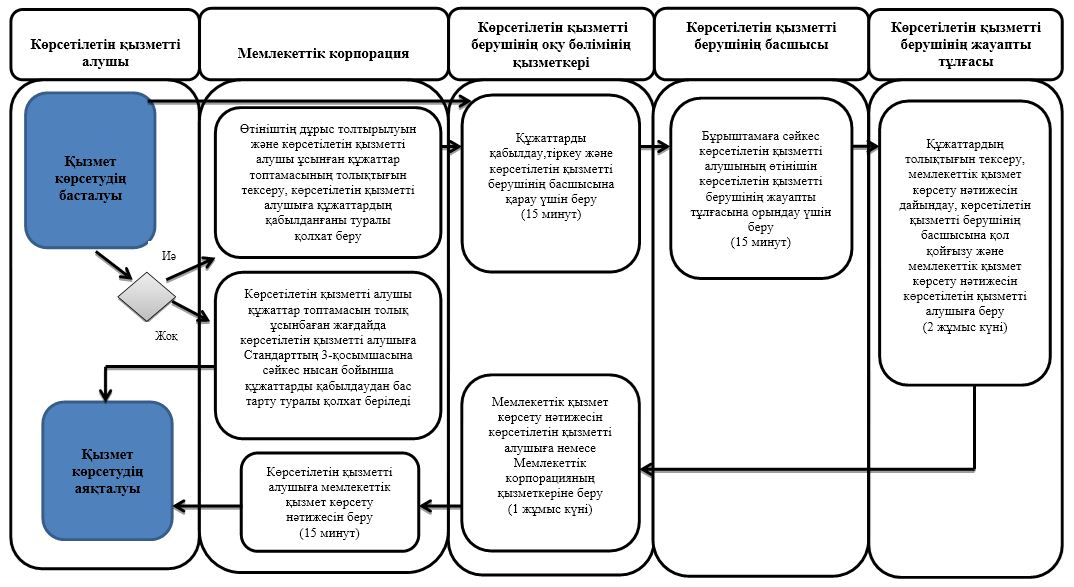 Көрсетілетін қызметті
алушы
Мемлекеттік корпорация
Көрсетілетін қызметті
берушінің оқу бөлімінің
қызметкері
Көрсетілетін қызметті
берушінің басшысы
Көрсетілетін қызметті
берушінің жауапты
тұлғасы
Қызмет
көрсетудің
басталуы
Өтініштің дұрыс толтырылуын
және көрсетілетін қызметті
алушы ұсынған құжаттар
топтамасының толықтығын
тексеру, көрсетілетін қызметті
алушыға құжаттардың
қабылданғаны туралы
қолхат беру
Құжаттарды
қабылдау,тіркеу және
көрсетілетін қызметті
берушінің басшысына
қарау үшін беру
(15 минут)
Бұрыштамаға сәйкес
көрсетілетін қызметті
алушының өтінішін
көрсетілетін қызметті
берушінің жауапты
тұлғасына орындау үшін
беру
(15 минут)
Құжаттардың
толықтығын тексеру,
мемлекеттік қызмет
көрсету нәтижесін
дайындау, көрсетілетін
қызметті берушінің
басшысына қол
қойғызу және
мемлекеттік қызмет
көрсету нәтижесін
көрсетілетін қызметті
алушыға беру
(2 жұмыс күні)
Иә
Жоқ
Көрсетілетін қызметті алушы
құжаттар топтамасын толық
ұсынбаған жағдайда
көрсетілетін қызметті алушыға
Стандарттың 3-қосымшасына
сәйкес нысан бойынша
құжаттарды қабылдаудан бас
тарту туралы қолхат беріледі
Мемлекеттік қызмет
көрсету нәтижесін
көрсетілетін қызметті
алушыға немесе
Мемлекеттік
корпорацияның
қызметкеріне беру
(1 жұмыс күні)
Көрсетілетін қызметті
алушыға мемлекеттік
қызмет көрсету
нәтижесін беру
(15 минут)
Қызмет
көрсетудің
аяқталуы